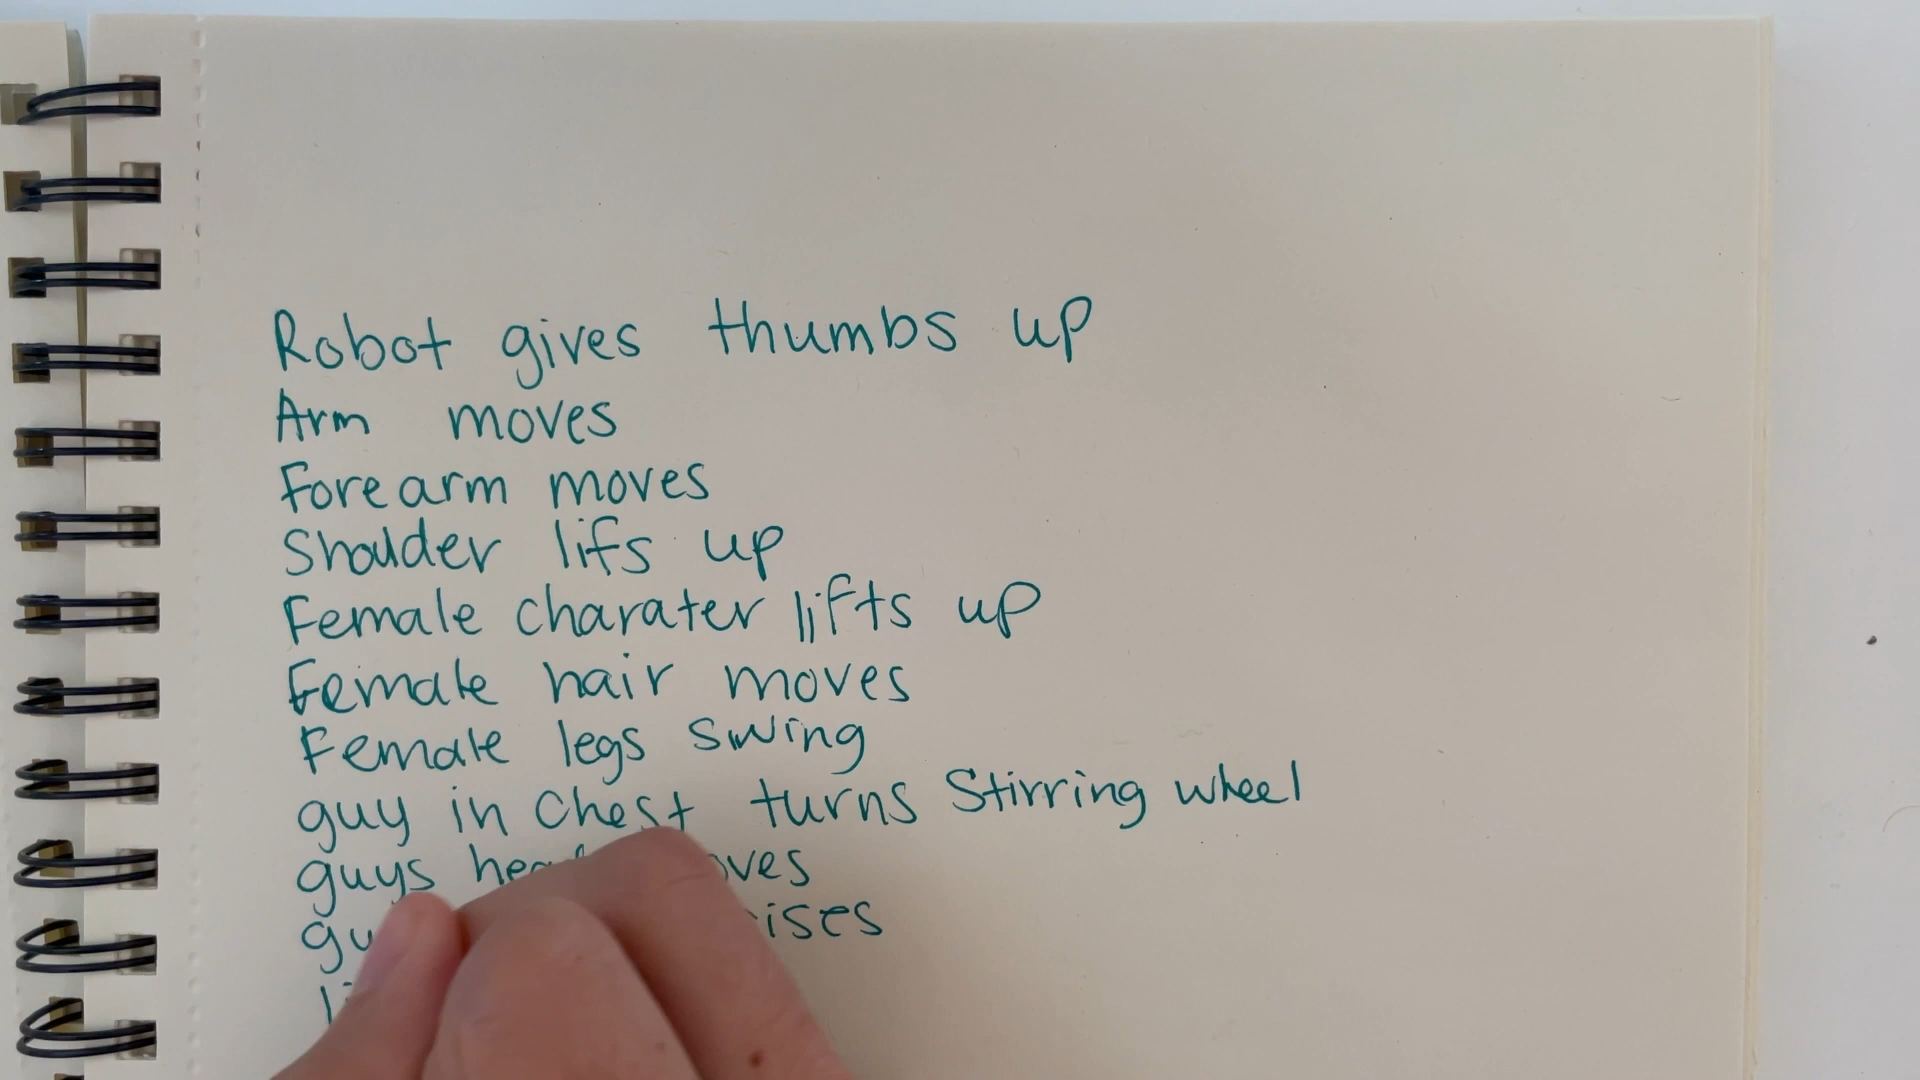 Robot gives thumbs up
Arm moves
Forearm moves
Shoulder lifs up
Female charater lifts up
Female hair moves
Female legs swing
guy in Chest turns Stirring wheel
guys